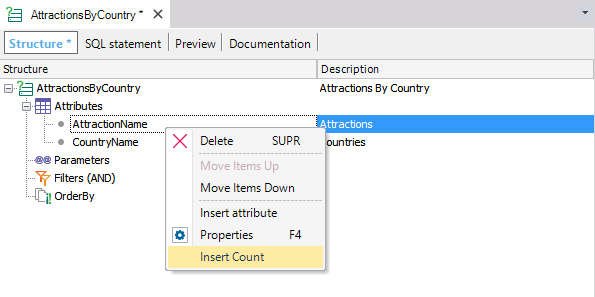 AttractionsByCountry *
Structure * SQL statement Preview Documentation
Structure Description
AttractionsByCountry Attractions By Country
Attributes
AttractionName Attractions
CountryName ountries
Parameters
Filters (AND)
OrderBy
Delete SUPR
Move Items Up
Move Items Down
Insert attribute
Properties F4
Insert Count